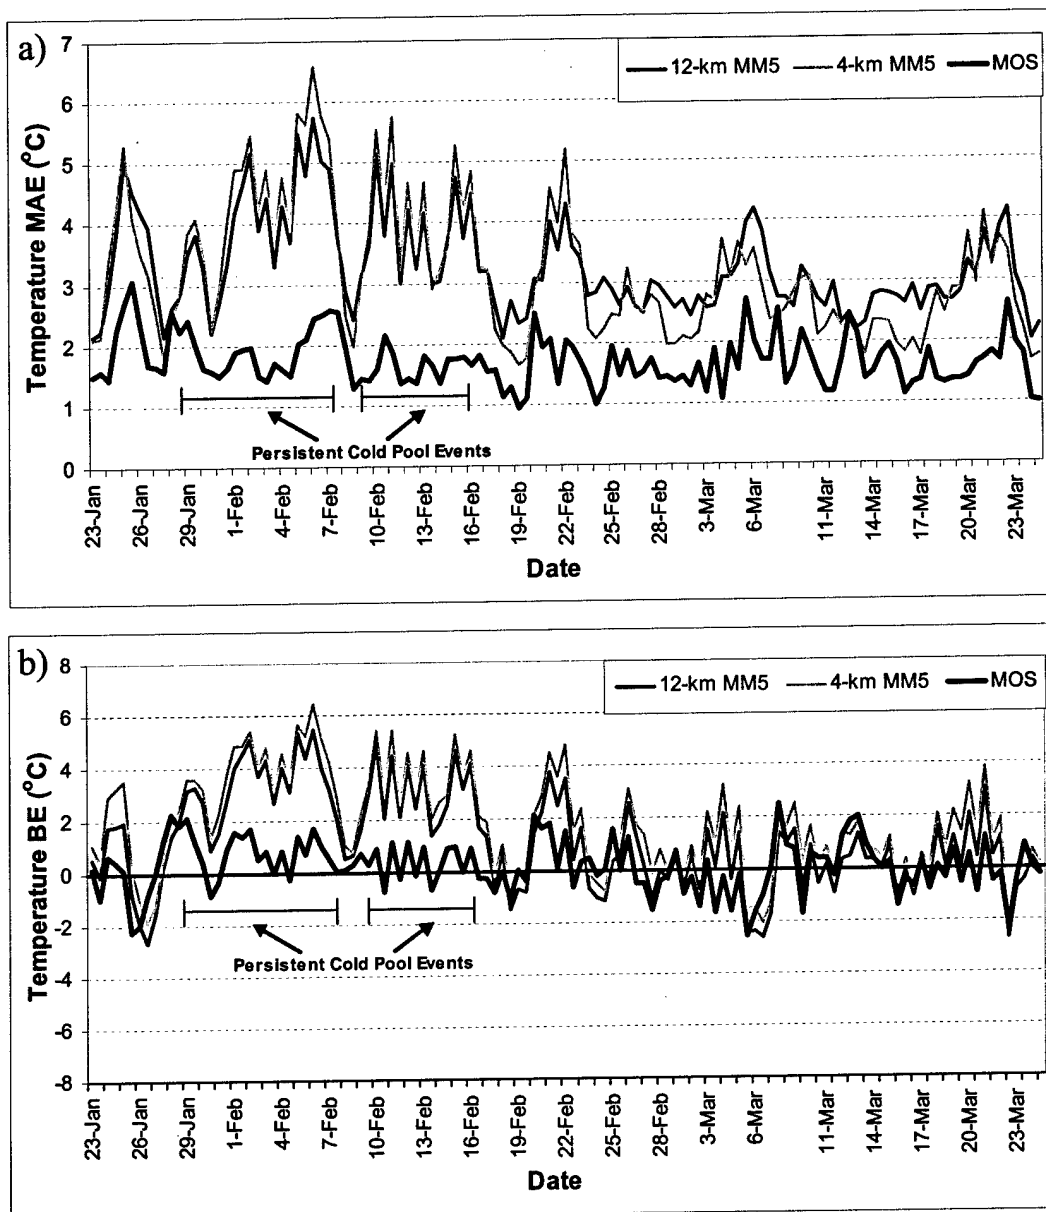 a)
7
6
5
4
3
2
1
0
Temperature MAE (°C)
12-km MM5 4-km MM5 MOS
Persistent Cold Pool Events
23-Jan 26-Jan 29-Jan 1-Feb 4-Feb 7-Feb 10-Feb 13-Feb 16-Feb 19-Feb 22-Feb 25-Feb 28-Feb 3-Mar 6-Mar 11-Mar 14-Mar 17-Mar 20-Mar 23-Mar
Date
b)
8
6
4
2
0
-2
-4
-6
-8
Temperature BE (°C)
12-km MM5 4-km MM5 MOS
Persistent Cold Pool Events
23-Jan 26-Jan 29-Jan 1-Feb 4-Feb 7-Feb 10-Feb 13-Feb 16-Feb 19-Feb 22-Feb 25-Feb 28-Feb 3-Mar 6-Mar 11-Mar 14-Mar 17-Mar 20-Mar 23-Mar
Date